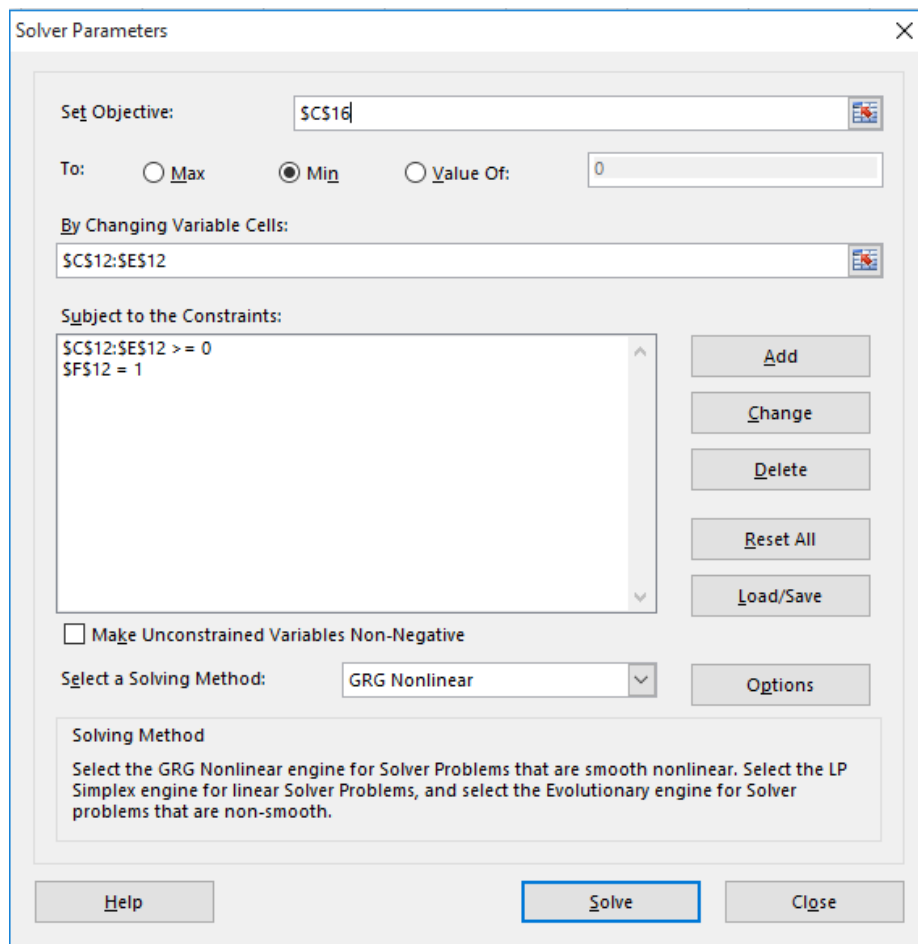 Solver Parameters
Set Objective: $C$16
To: Max Min Value Of: 0
By Changing Variable Cells:
$C$12:$E$12
Subject to the Constraints:
$C$12:$E$12 >= 0
$F$12 = 1
Add
Change
Delete
Reset All
Load/Save
Make Unconstrained Variables Non-Negative
Select a Solving Method: GRG Nonlinear Options
Solving Method
Select the GRG Nonlinear engine for Solver Problems that are smooth nonlinear. Select the LP
Simplex engine for linear Solver Problems, and select the Evolutionary engine for Solver
problems that are non-smooth.
Help Solve Close